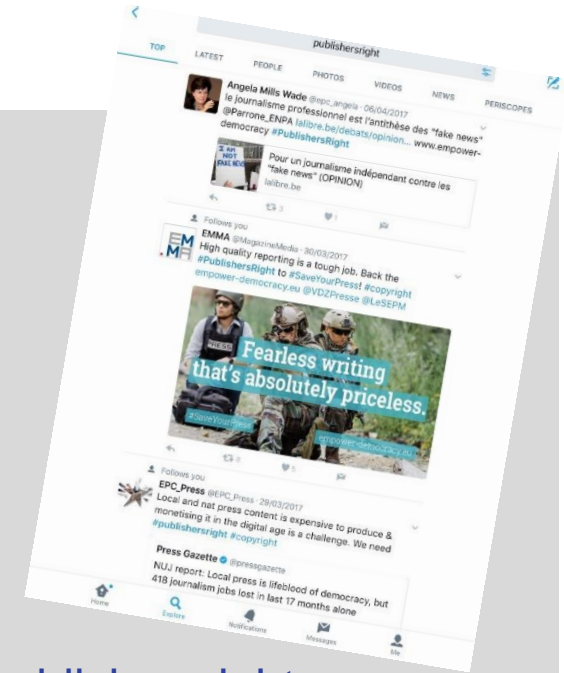 publishersright
TOP LATEST PEOPLE PHOTOS VIDEOS NEWS PERISCOPES
Angela Mills Wade @epc_angela · 06/04/2017
le journalisme professionnel est l'antithèse des "fake news"
@Parrone_ENPA lalibre.be/debats/opinion... www.empower-
democracy #PublishersRight
I AM
NOT
FAKE NEWS
Pour un journalisme indépendant contre les
"fake news" (OPINION)
lalibre.be
3 1
Follows you
EMMA @MagazineMedia · 30/03/2017
EM
MA
High quality reporting is a tough job. Back the
#PublishersRight to #SaveYourPress! #copyright
empower-democracy.eu @VDZPresse @LeSEPM
PRESS
Fearless writing
that's absolutely priceless.
#SaveYourPress
empower-democracy.eu
5
Follows you
EPC_Press @EPC_Press · 29/03/2017
Local and nat press content is expensive to produce &
monetising it in the digital age is a challenge. We need
#publishersright #copyright
Press Gazette @pressgazette
NUJ report: Local press is lifeblood of democracy, but
418 journalism jobs lost in last 17 months alone
Home Explore Notifications Messages Me